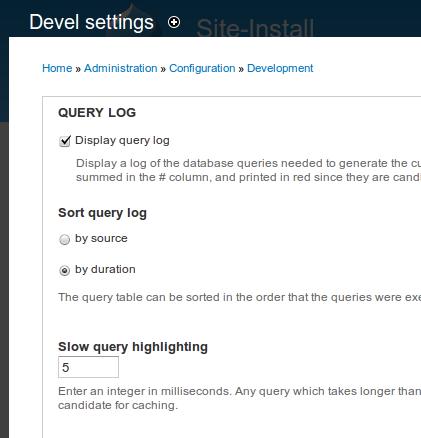 Devel settings
Site-Install
Home » Administration » Configuration » Development
QUERY LOG
Display query log
Display a log of the database queries needed to generate the
summed in the # column, and printed in red since they are
Sort query log
by source
by duration
The query table can be sorted in the order that the queries were
Slow query highlighting
5
Enter an integer in milliseconds. Any query which takes longer than
candidate for caching.